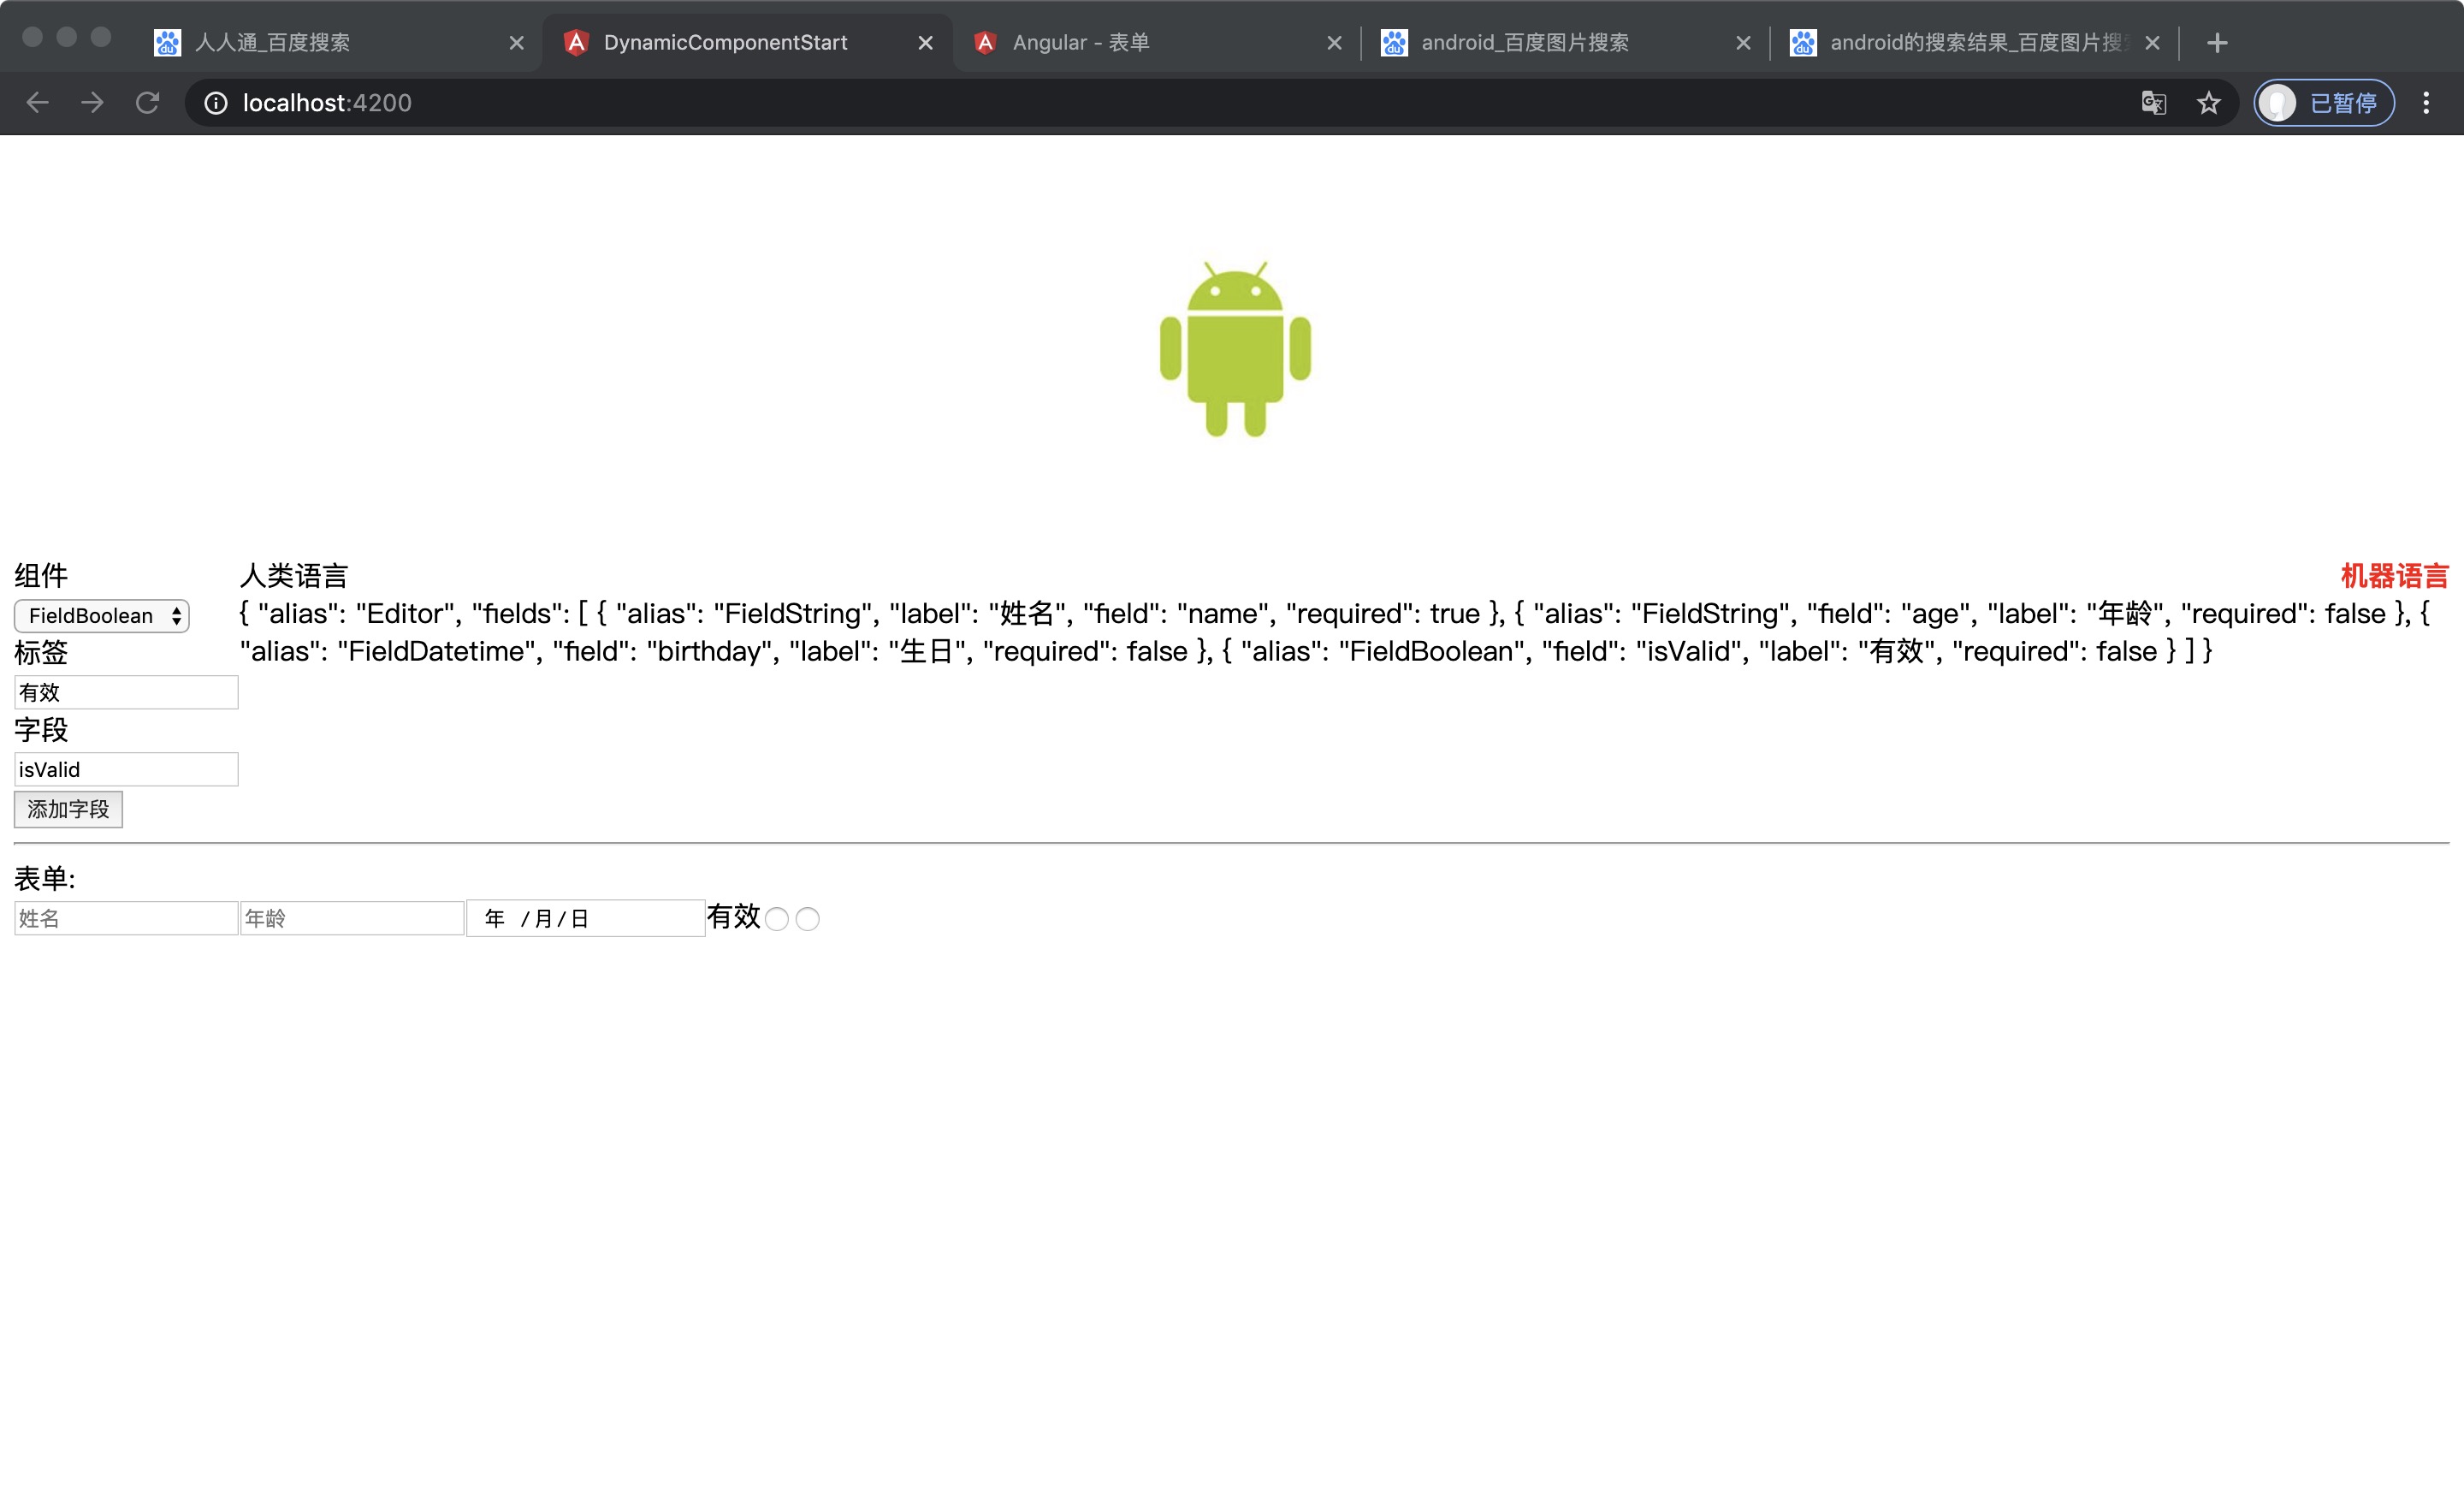 人人通_百度搜索
DynamicComponentStart
Angular - 表单
android_百度图片搜索
android的搜索结果_百度图片搜
localhost:4200
已暂停
组件
人类语言
机器语言
FieldBoolean
{ "alias": "Editor", "fields": [ { "alias": "FieldString", "label": "姓名", "field": "name", "required": true }, { "alias": "FieldString", "field": "age", "label": "年龄", "required": false }, {
"alias": "FieldDatetime", "field": "birthday", "label": "生日", "required": false }, { "alias": "FieldBoolean", "field": "isValid", "label": "有效", "required": false } ] }
标签
有效
字段
isValid
添加字段
表单:
姓名 年龄 年 /月/日 有效